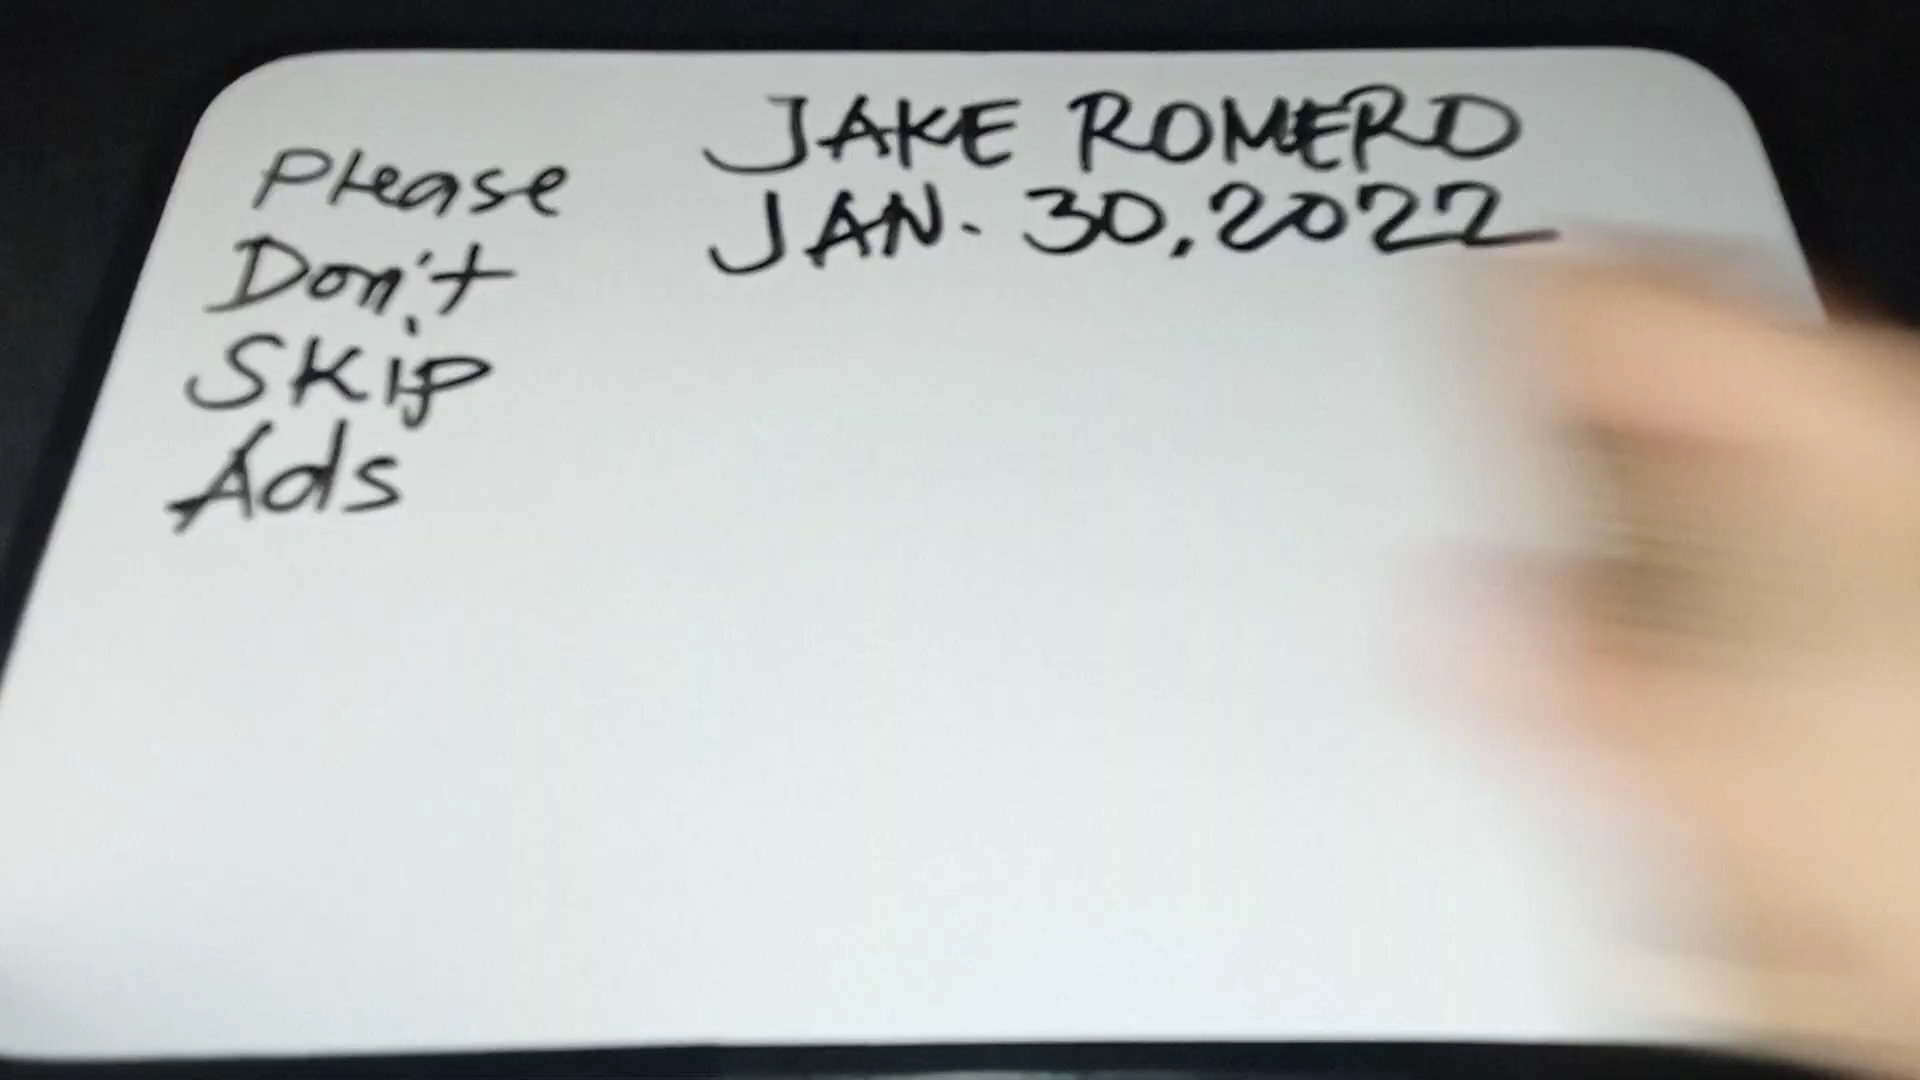 Please
Don't
Skip
Ads
JAKE ROMERO
JAN. 30, 2022